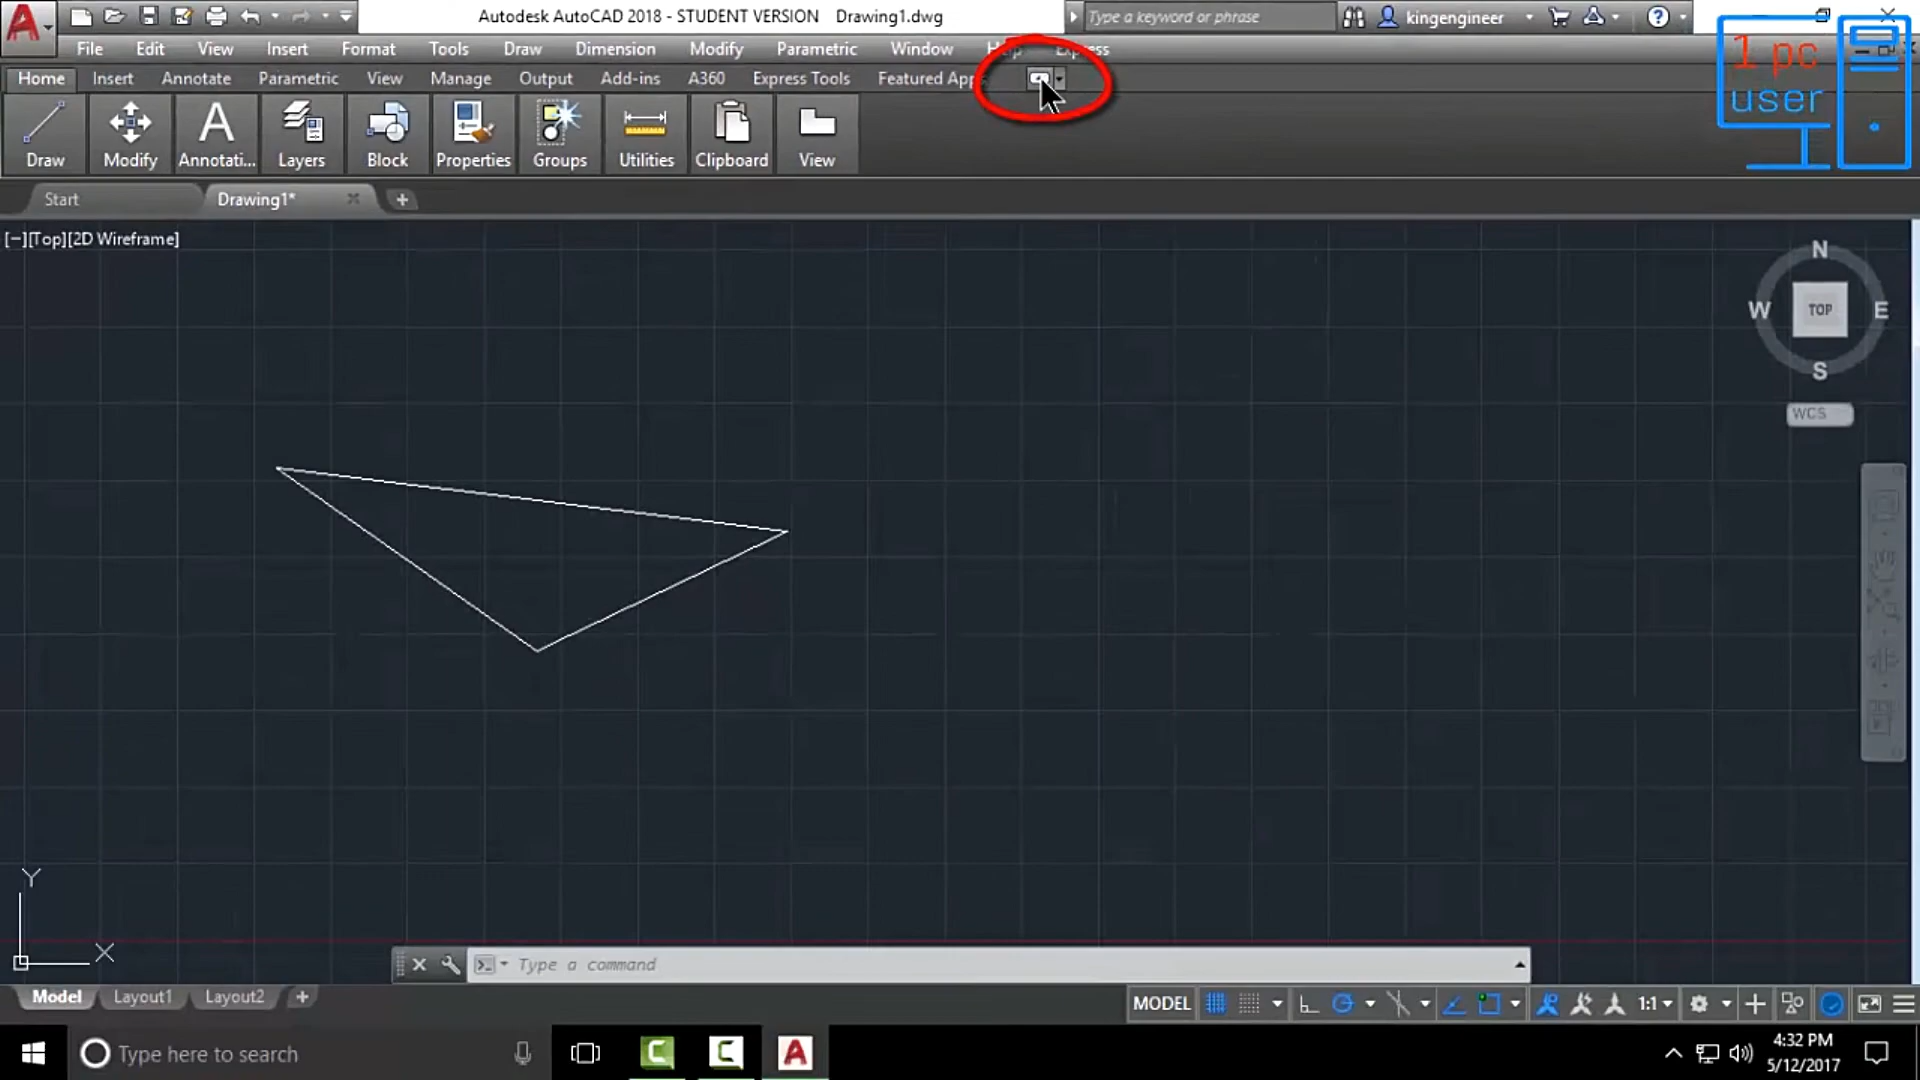 Autodesk AutoCAD 2018 - STUDENT VERSION Drawing1.dwg
Type a keyword or phrase
kingengineer
File Edit View Insert Format Tools Draw Dimension Modify Parametric Window Help Express
Home Insert Annotate Parametric View Manage Output Add-ins A360 Express Tools Featured App
1 pc
user
Draw Modify Annotati... Layers Block Properties Groups Utilities Clipboard View
Start Drawing1*
[−][Top][2D Wireframe]
N
W TOP E
S
WCS
Y
X
Type a command
Model Layout1 Layout2
MODEL 1:1
Type here to search
4:32 PM
5/12/2017